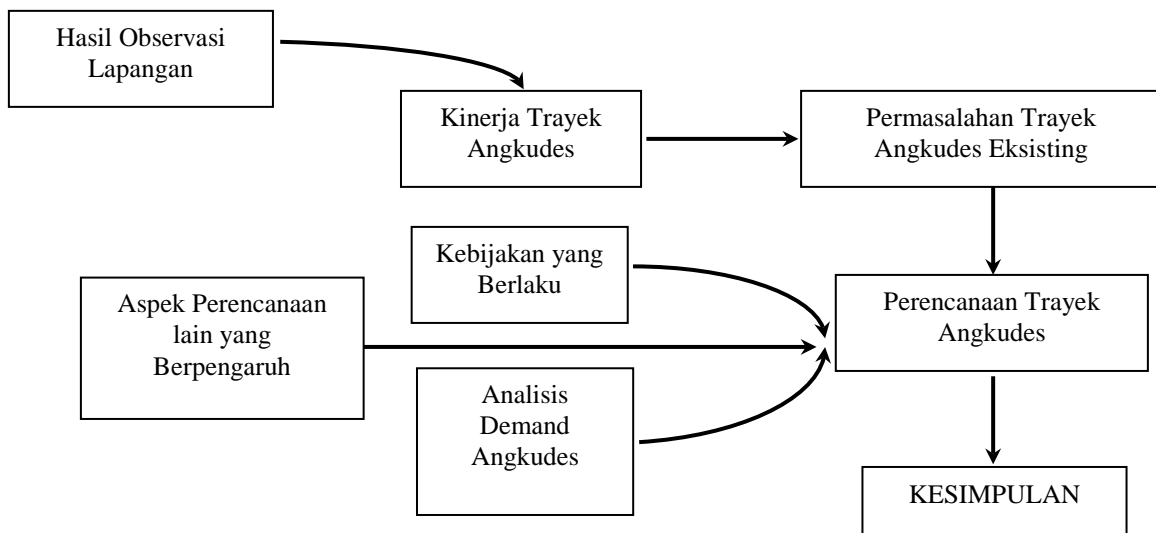 Hasil Observasi
Lapangan
Kinerja Trayek
Angkudes
Permasalahan Trayek
Angkudes Eksisting
Kebijakan yang
Berlaku
Aspek Perencanaan
lain yang
Berpengaruh
Perencanaan Trayek
Angkudes
Analisis
Demand
Angkudes
KESIMPULAN